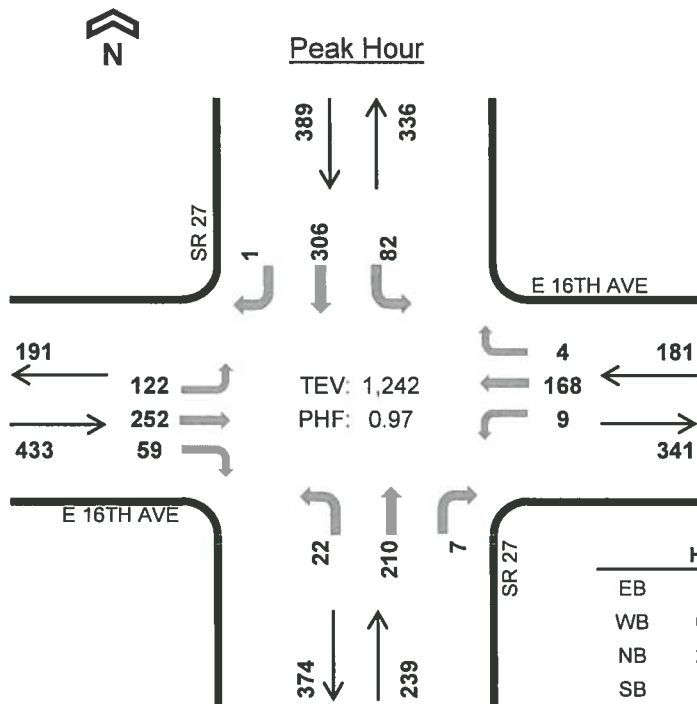 N
Peak Hour
389
336
SR 27
1
306
82
E 16TH AVE
191
4
181
122
TEV: 1,242
168
252
PHF: 0.97
9
433
59
341
E 16TH AVE
22
210
7
SR 27
H
EB
WB
NB
SB
374
239